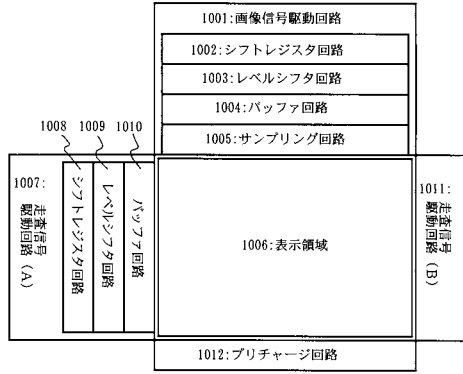 1001:画像信号駆動回路
1002:シフトレジスタ回路
1003:レベルシフタ回路
1004:バッファ回路
1005:サンプリング回路
1008
1009
1010
1007:
走査信号
駆動回路(A)
シフトレジスタ回路
レベルシフタ回路
バッファ回路
1006:表示領域
1011:
走査信号
駆動回路(B)
1012:プリチャージ回路